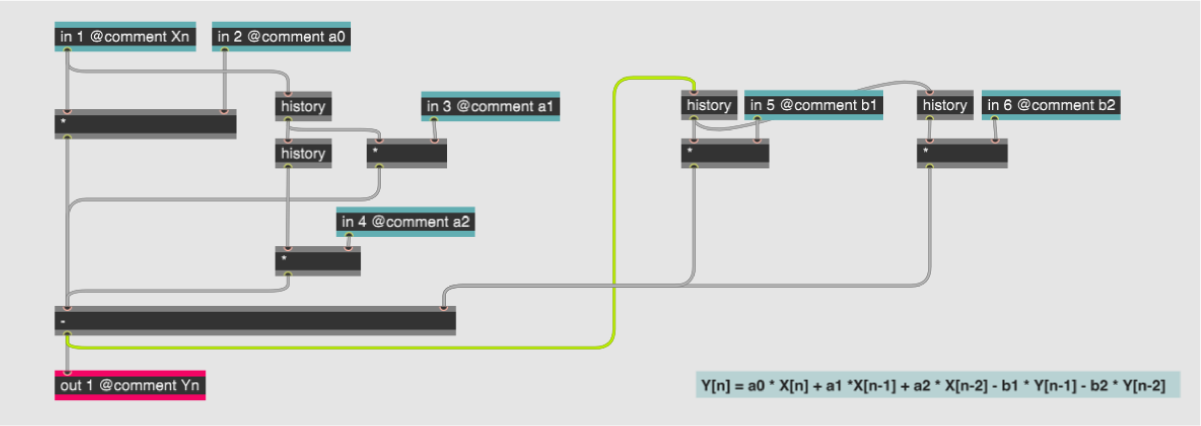 in 1 @comment Xn
in 2 @comment a0
history
in 3 @comment a1
history
in 5 @comment b1
history
in 6 @comment b2
*
history
*
*
*
in 4 @comment a2
*
-
out 1 @comment Yn
Y[n] = a0 * X[n] + a1 *X[n-1] + a2 * X[n-2] - b1 * Y[n-1] - b2 * Y[n-2]